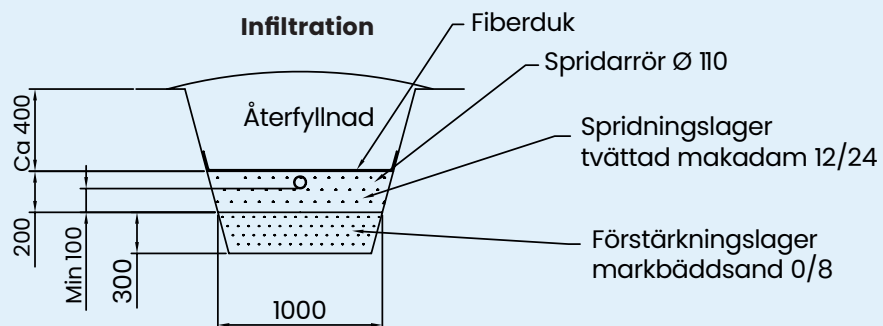 Infiltration
Fiberduk
Spridarrör Ø 110
Återfyllnad
Spridningslager
tvättad makadam 12/24
Förstärkningslager
markbäddsand 0/8
Ca 400
200
Min 100
300
1000